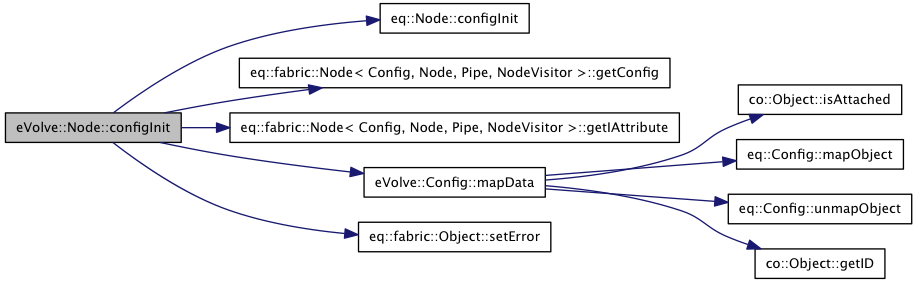 eq::Node::configInit
eq::fabric::Node< Config, Node, Pipe, NodeVisitor >::getConfig
eVolve::Node::configInit
eq::fabric::Node< Config, Node, Pipe, NodeVisitor >::getIAttribute
eVolve::Config::mapData
eq::fabric::Object::setError
co::Object::isAttached
eq::Config::mapObject
eq::Config::unmapObject
co::Object::getID